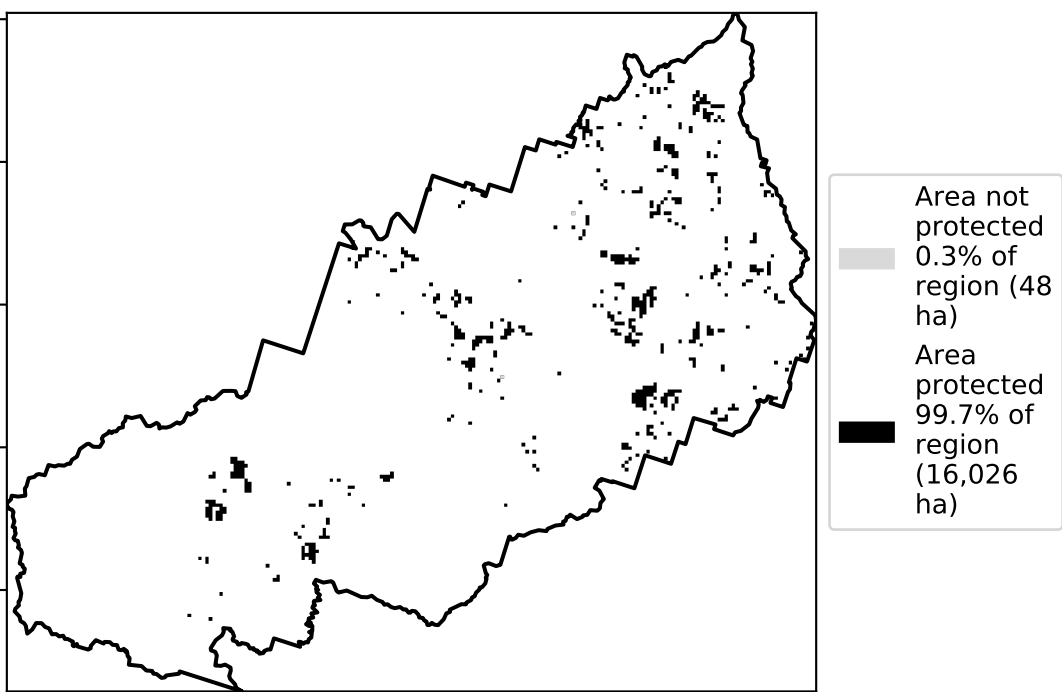 Area not
protected
0.3% of
region (48
ha)
Area
protected
99.7% of
region
(16,026
ha)